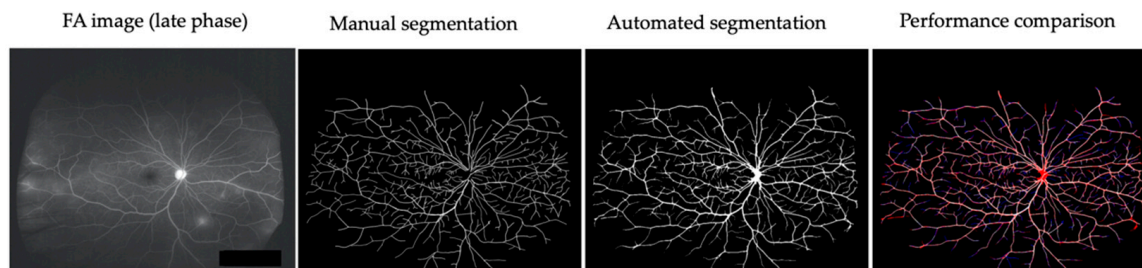 FA image (late phase)
Manual segmentation
Automated segmentation
Performance comparison